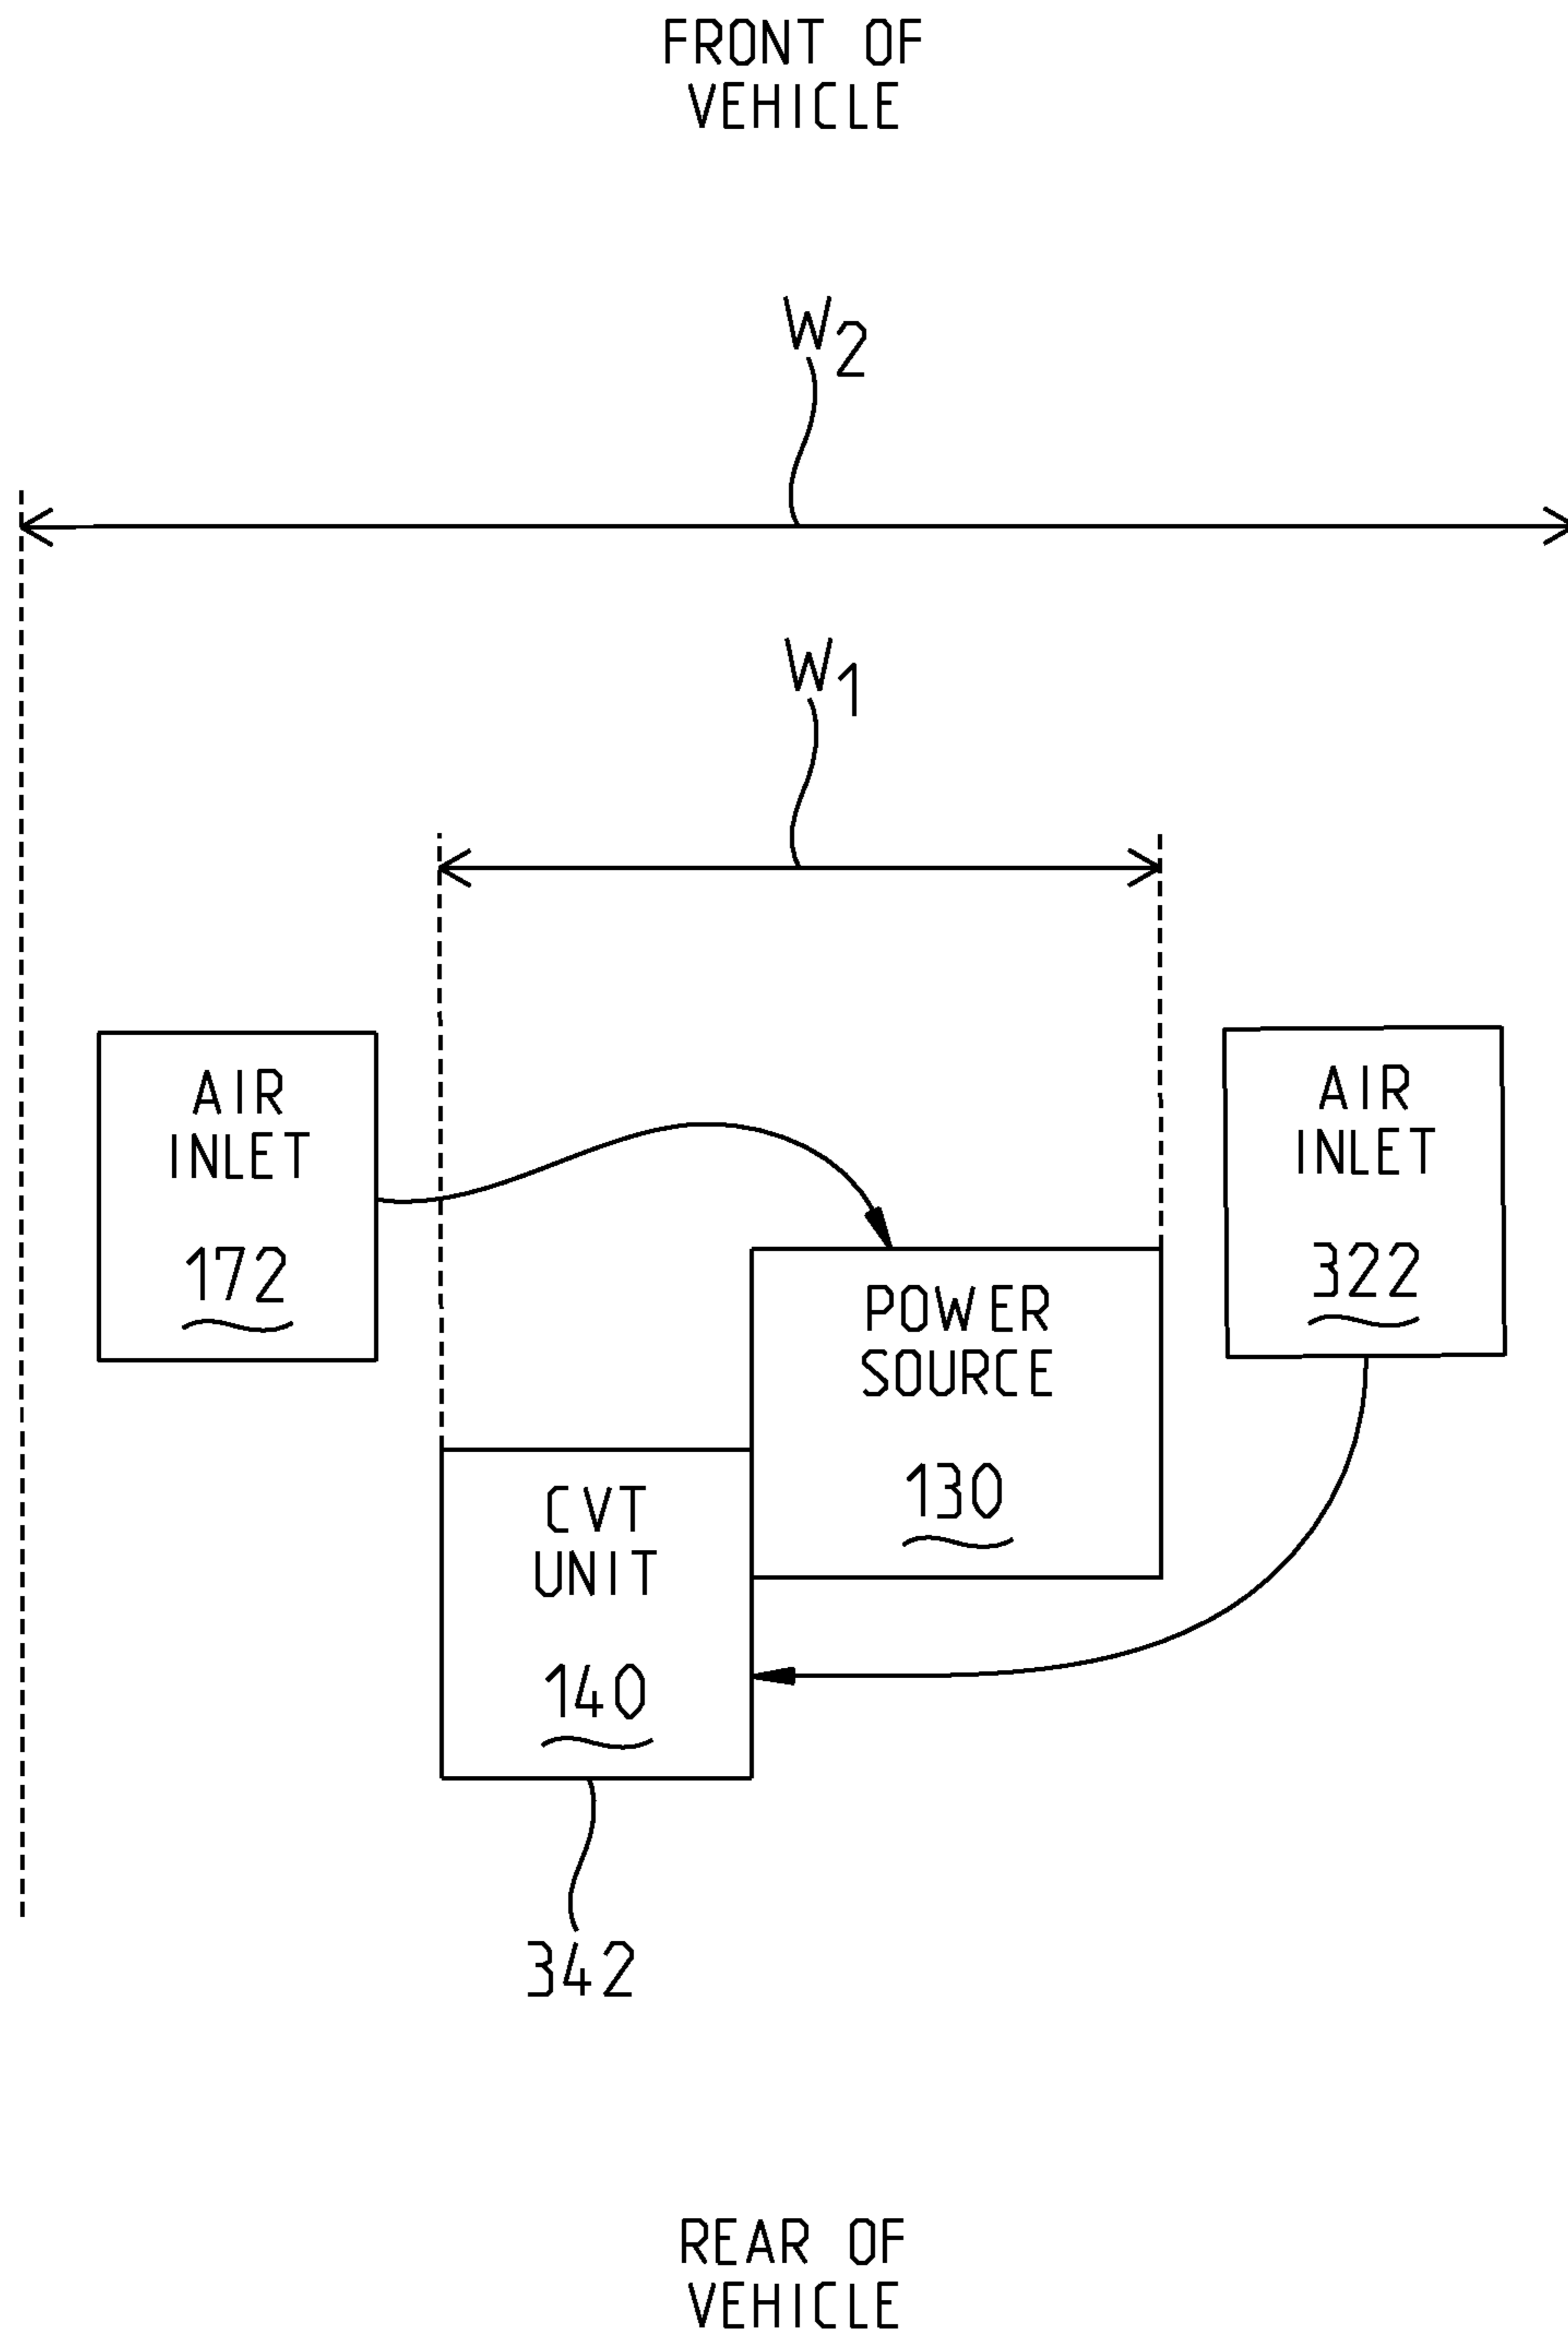 FRONT OF
VEHICLE
W2
W1
AIR
INLET
172
AIR
INLET
322
POWER
SOURCE
130
CVT
UNIT
140
342
REAR OF
VEHICLE